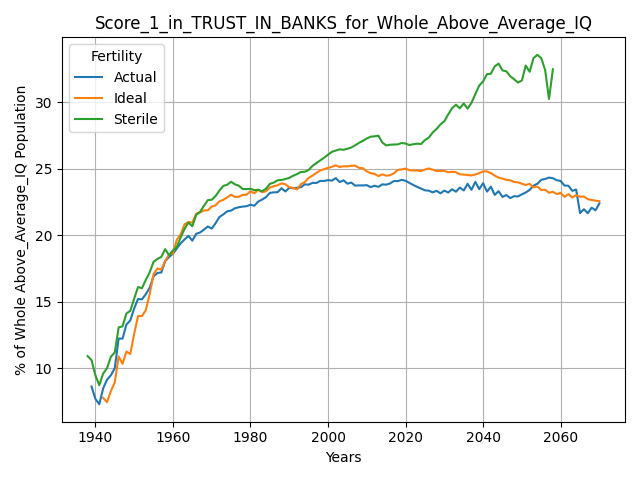 Score_1_in_TRUST_IN_BANKS_for_Whole_Above_Average_IQ
Fertility
Actual
Ideal
Sterile
% of Whole Above_Average_IQ Population
30
25
20
15
10
1940
1960
1980
2000
2020
2040
2060
Years